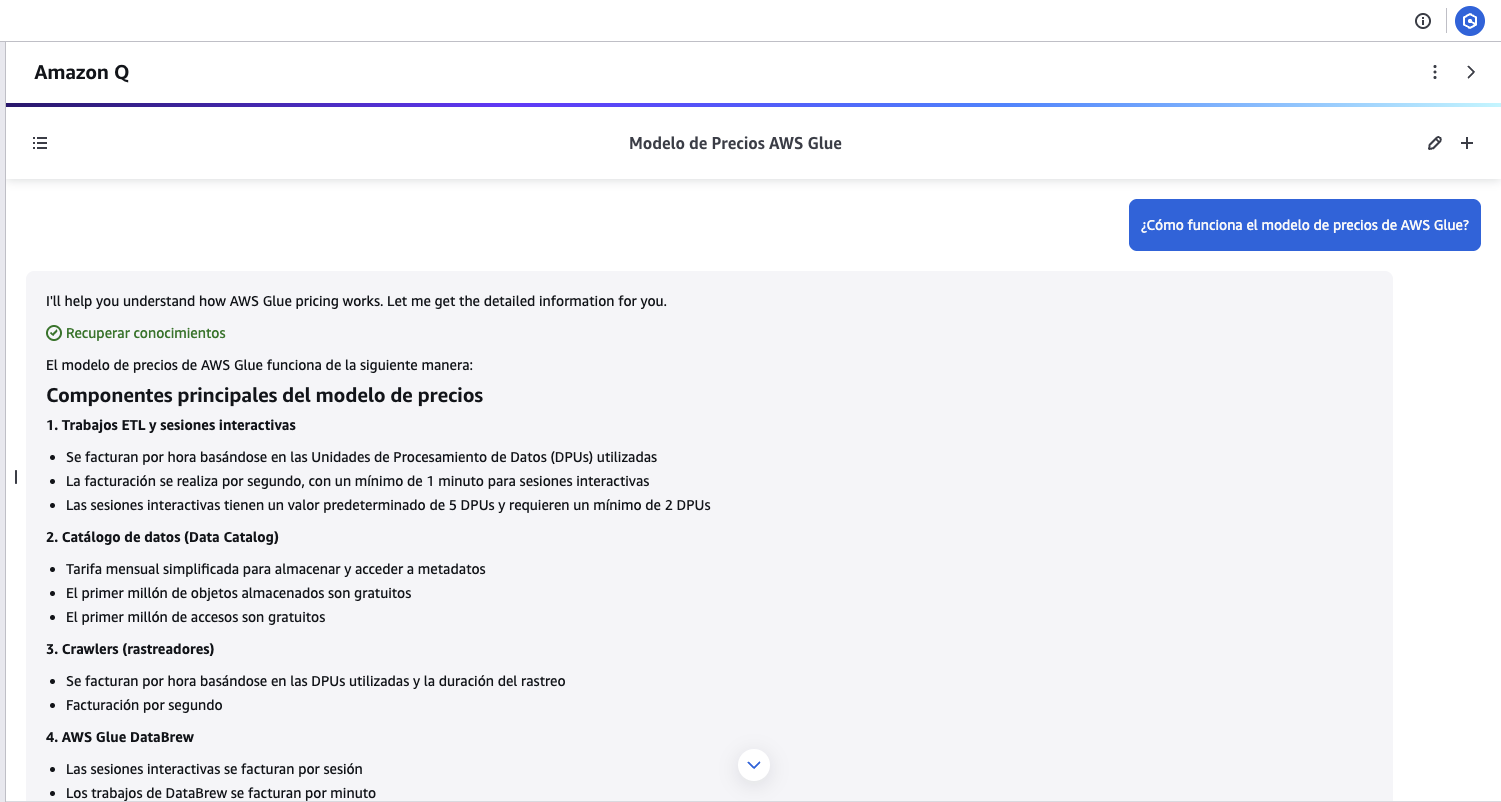 Amazon Q
Modelo de Precios AWS Glue
¿Cómo funciona el modelo de precios de AWS Glue?
I'll help you understand how AWS Glue pricing works. Let me get the detailed information for you.
Recuperar conocimientos
El modelo de precios de AWS Glue funciona de la siguiente manera:
Componentes principales del modelo de precios
1. Trabajos ETL y sesiones interactivas
• Se facturan por hora basándose en las Unidades de Procesamiento de Datos (DPUs) utilizadas
• La facturación se realiza por segundo, con un mínimo de 1 minuto para sesiones interactivas
• Las sesiones interactivas tienen un valor predeterminado de 5 DPUs y requieren un mínimo de 2 DPUs
2. Catálogo de datos (Data Catalog)
• Tarifa mensual simplificada para almacenar y acceder a metadatos
• El primer millón de objetos almacenados son gratuitos
• El primer millón de accesos son gratuitos
3. Crawlers (rastreadores)
• Se facturan por hora basándose en las DPUs utilizadas y la duración del rastreo
• Facturación por segundo
4. AWS Glue DataBrew
• Las sesiones interactivas se facturan por sesión
• Los trabajos de DataBrew se facturan por minuto